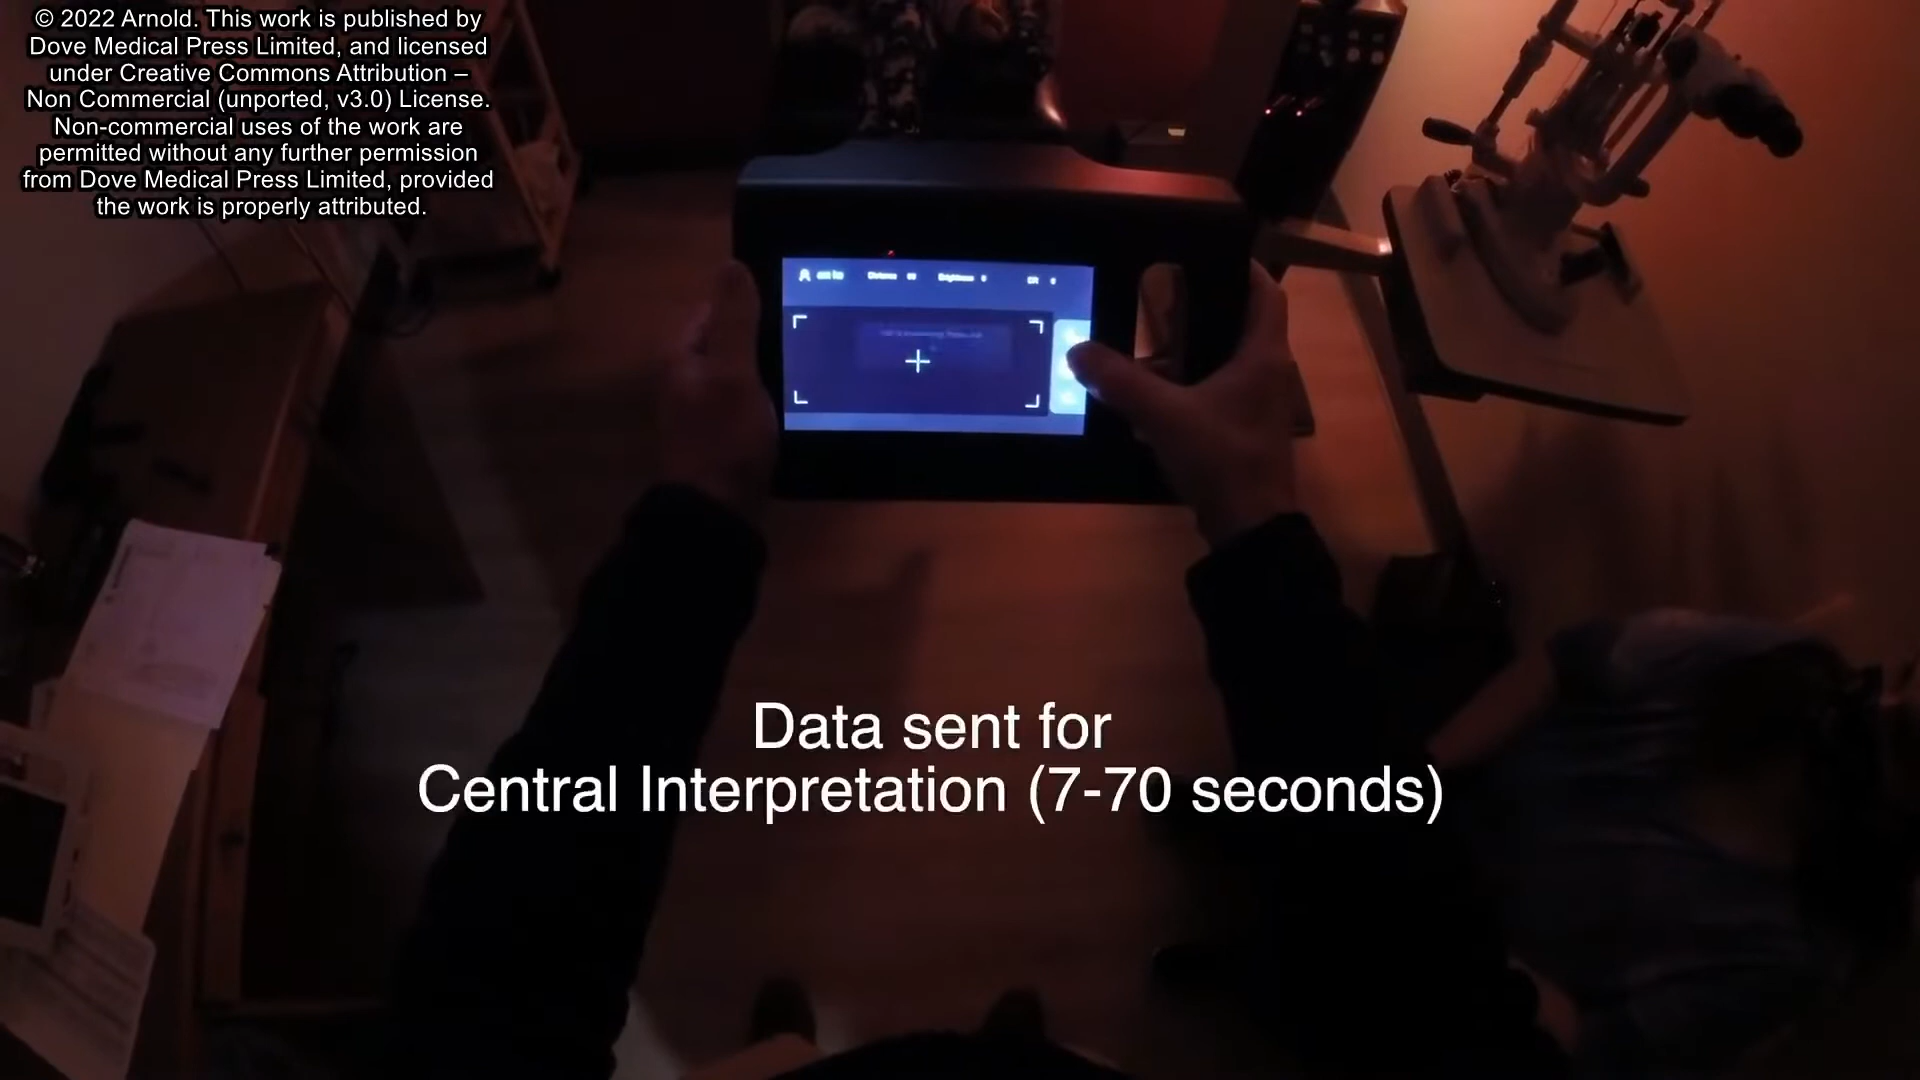 © 2022 Arnold. This work is published by
Dove Medical Press Limited, and licensed
under Creative Commons Attribution –
Non Commercial (unported, v3.0) License.
Non-commercial uses of the work are
permitted without any further permission
from Dove Medical Press Limited, provided
the work is properly attributed.
Distance
Brightness
Data sent for
Central Interpretation (7-70 seconds)